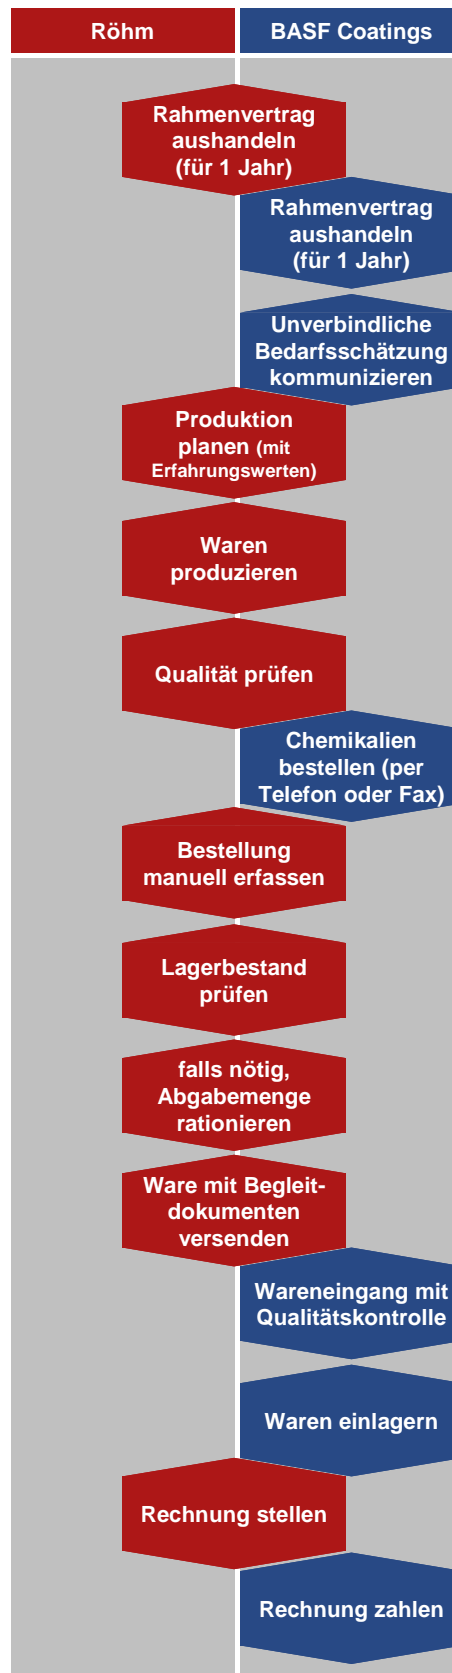 Röhm
BASF Coatings
Rahmenvertrag
aushandeln
(für 1 Jahr)
Rahmenvertrag
aushandeln
(für 1 Jahr)
Unverbindliche
Bedarfsschätzung
kommunizieren
Produktion
planen (mit
Erfahrungswerten)
Waren
produzieren
Qualität prüfen
Chemikalien
bestellen (per
Telefon oder Fax)
Bestellung
manuell erfassen
Lagerbestand
prüfen
falls nötig,
Abgabemenge
rationieren
Ware mit Begleit-
dokumenten
versenden
Wareneingang mit
Qualitätskontrolle
Waren einlagern
Rechnung stellen
Rechnung zahlen